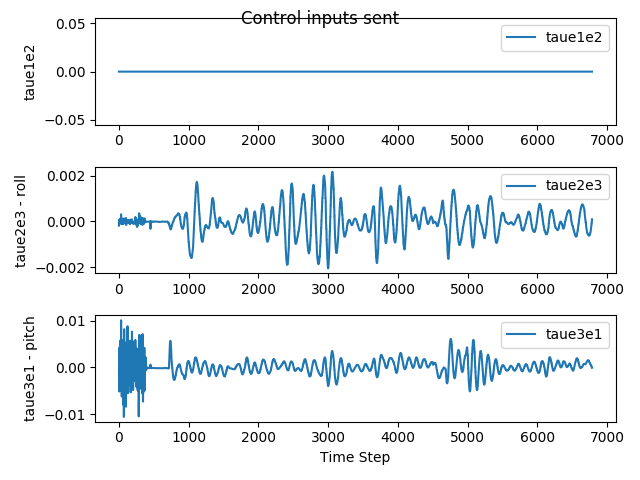 Control inputs sent
taue1e2
0.05
0.00
−0.05
taue1e2
0 1000 2000 3000 4000 5000 6000 7000
taue2e3 - roll
0.002
0.000
−0.002
taue2e3
0 1000 2000 3000 4000 5000 6000 7000
taue3e1 - pitch
0.01
0.00
−0.01
taue3e1
0 1000 2000 3000 4000 5000 6000 7000
Time Step